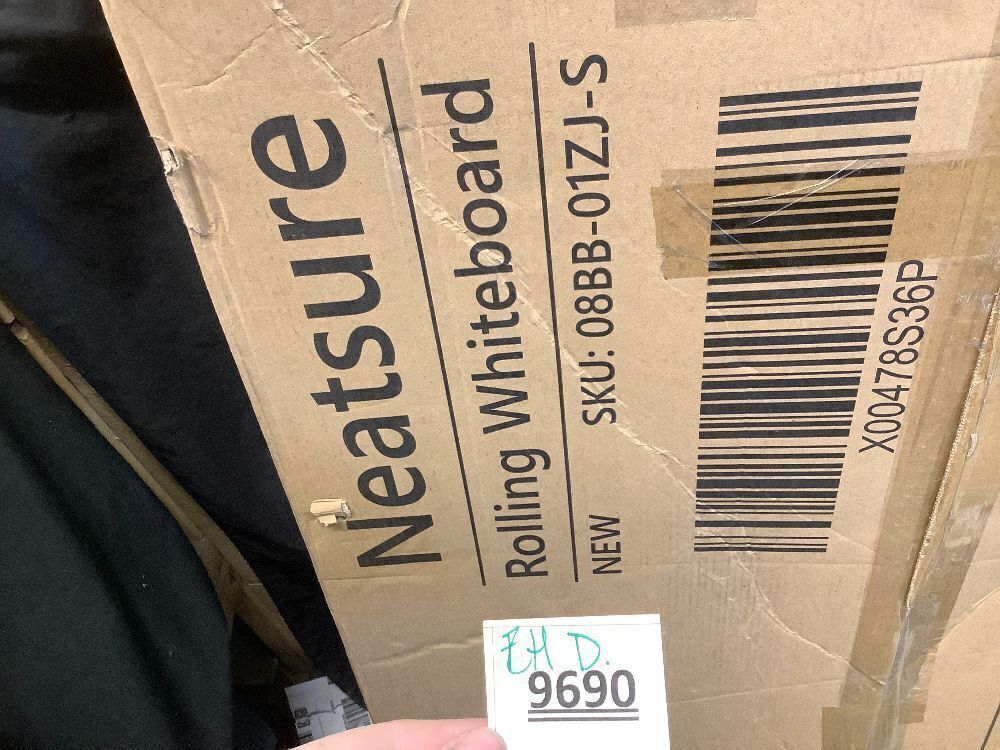 Neatsure
Rolling Whiteboard
NEW SKU: 08BB-01ZJ-S
X00478S36P
EH D.
9690